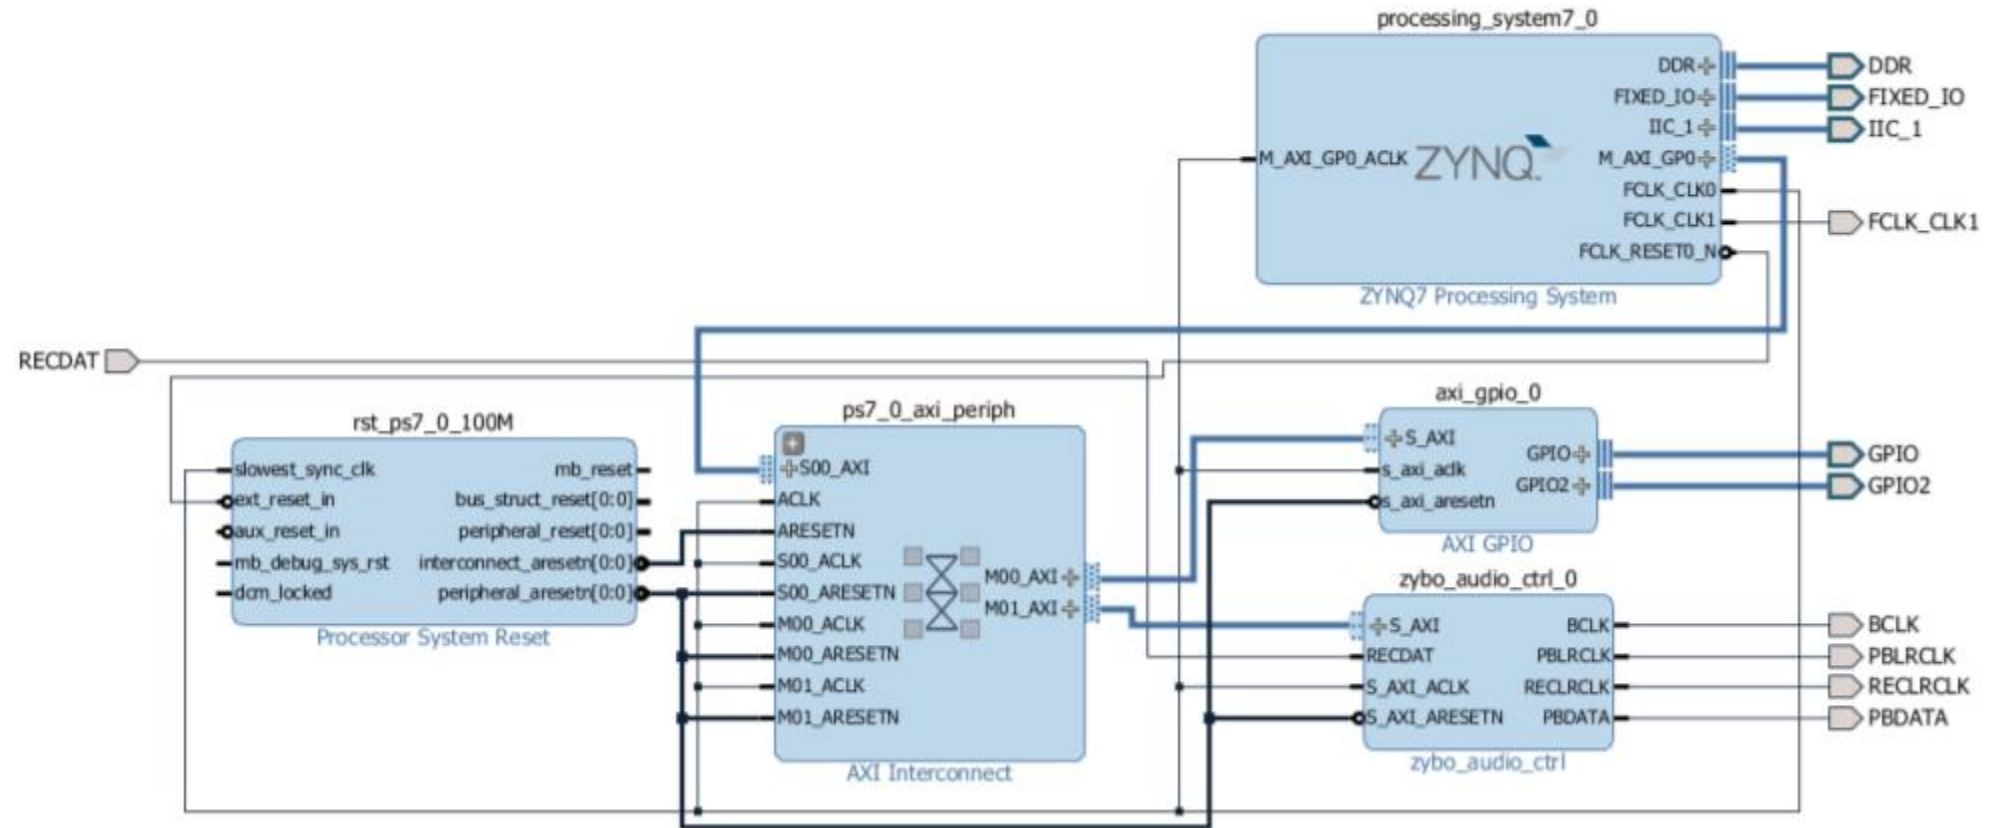 processing_system7_0
DDR
FIXED_IO
IIC_1
M_AXI_GP0_ACLK
ZYNQ
M_AXI_GP0
FCLK_CLK0
FCLK_CLK1
FCLK_RESET0_N
ZYNQ7 Processing System
DDR
FIXED_IO
IIC_1
FCLK_CLK1
RECDAT
rst_ps7_0_100M
slowest_sync_clk
ext_reset_in
aux_reset_in
mb_debug_sys_rst
dcm_locked
mb_reset
bus_struct_reset[0:0]
peripheral_reset[0:0]
interconnect_aresetn[0:0]
peripheral_aresetn[0:0]
Processor System Reset
ps7_0_axi_periph
S00_AXI
ACLK
ARESETN
S00_ACLK
S00_ARESETN
M00_ACLK
M00_ARESETN
M01_ACLK
M01_ARESETN
M00_AXI
M01_AXI
AXI Interconnect
axi_gpio_0
S_AXI
s_axi_aclk
s_axi_aresetn
GPIO
GPIO2
AXI GPIO
GPIO
GPIO2
zybo_audio_ctrl_0
S_AXI
RECDAT
S_AXI_ACLK
S_AXI_ARESETN
BCLK
PBLRCLK
RECLRCLK
PBDATA
zybo_audio_ctrl
BCLK
PBLRCLK
RECLRCLK
PBDATA